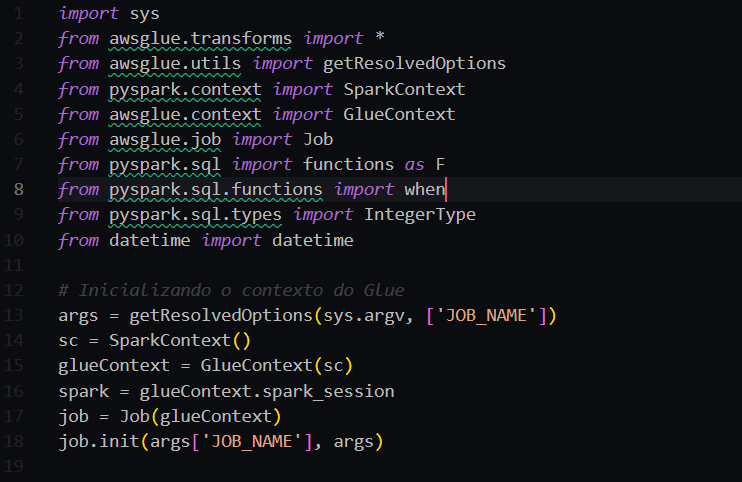 1 import sys
2 from awsglue.transforms import *
3 from awsglue.utils import getResolvedOptions
4 from pyspark.context import SparkContext
5 from awsglue.context import GlueContext
6 from awsglue.job import Job
7 from pyspark.sql import functions as F
8 from pyspark.sql.functions import when
9 from pyspark.sql.types import IntegerType
10 from datetime import datetime
11
12 # Inicializando o contexto do Glue
13 args = getResolvedOptions(sys.argv, ['JOB_NAME'])
14 sc = SparkContext()
15 glueContext = GlueContext(sc)
16 spark = glueContext.spark_session
17 job = Job(glueContext)
18 job.init(args['JOB_NAME'], args)
19